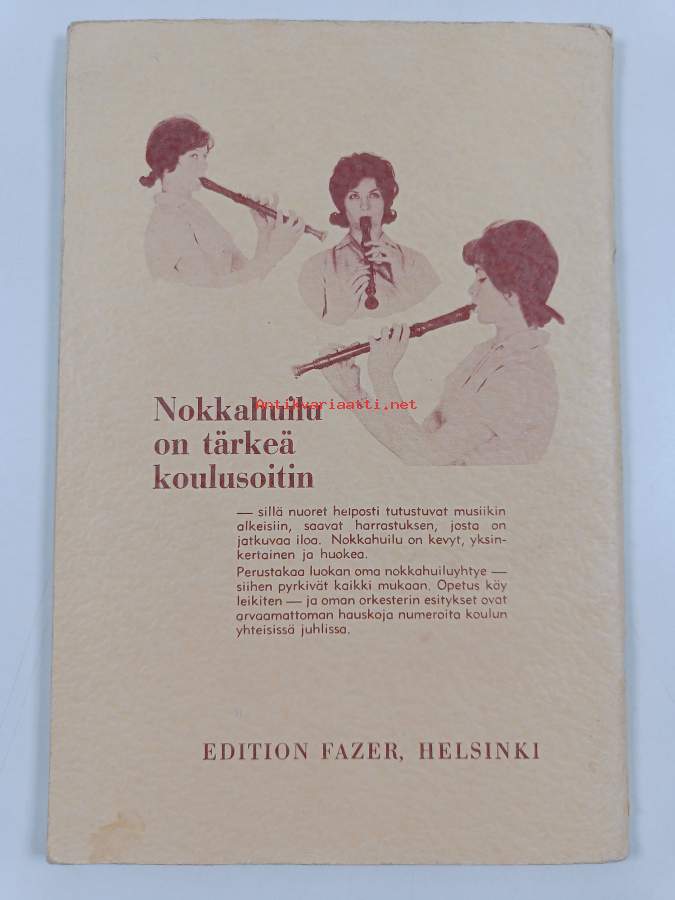 Antikvariaatti.net
Nokkahuilu
on tärkeä
koulusoitin
— sillä nuoret helposti tutustuvat musiikin
alkeisiin, saavat harrastuksen, josta on
jatkuvaa iloa. Nokkahuilu on kevyt, yksin-
kertainen ja huokea.
Perustakaa luokan oma nokkahuiluyhtye —
siihen pyrkivät kaikki mukaan. Opetus käy
leikiten — ja oman orkesterin esitykset ovat
arvaamattoman hauskoja numeroita koulun
yhteisissä juhlissa.
EDITION FAZER, HELSINKI